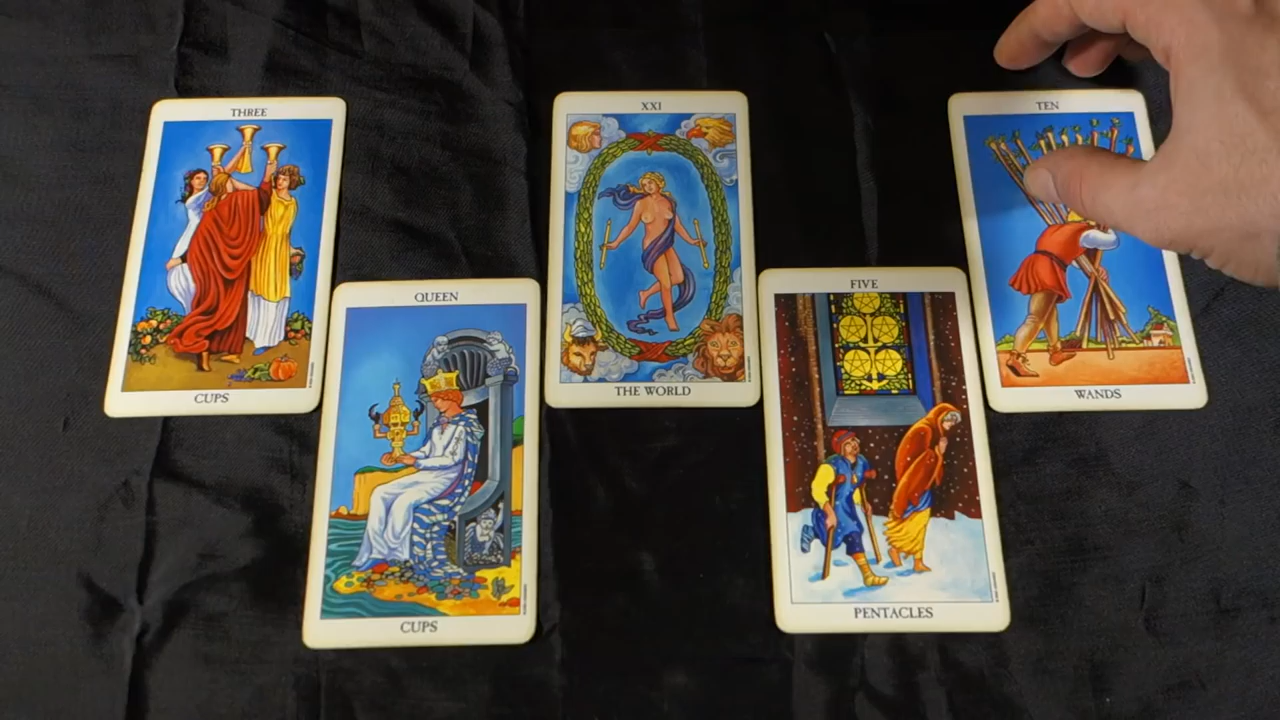 THREE
CUPS
QUEEN
CUPS
XXI
THE WORLD
FIVE
PENTACLES
TEN
WANDS